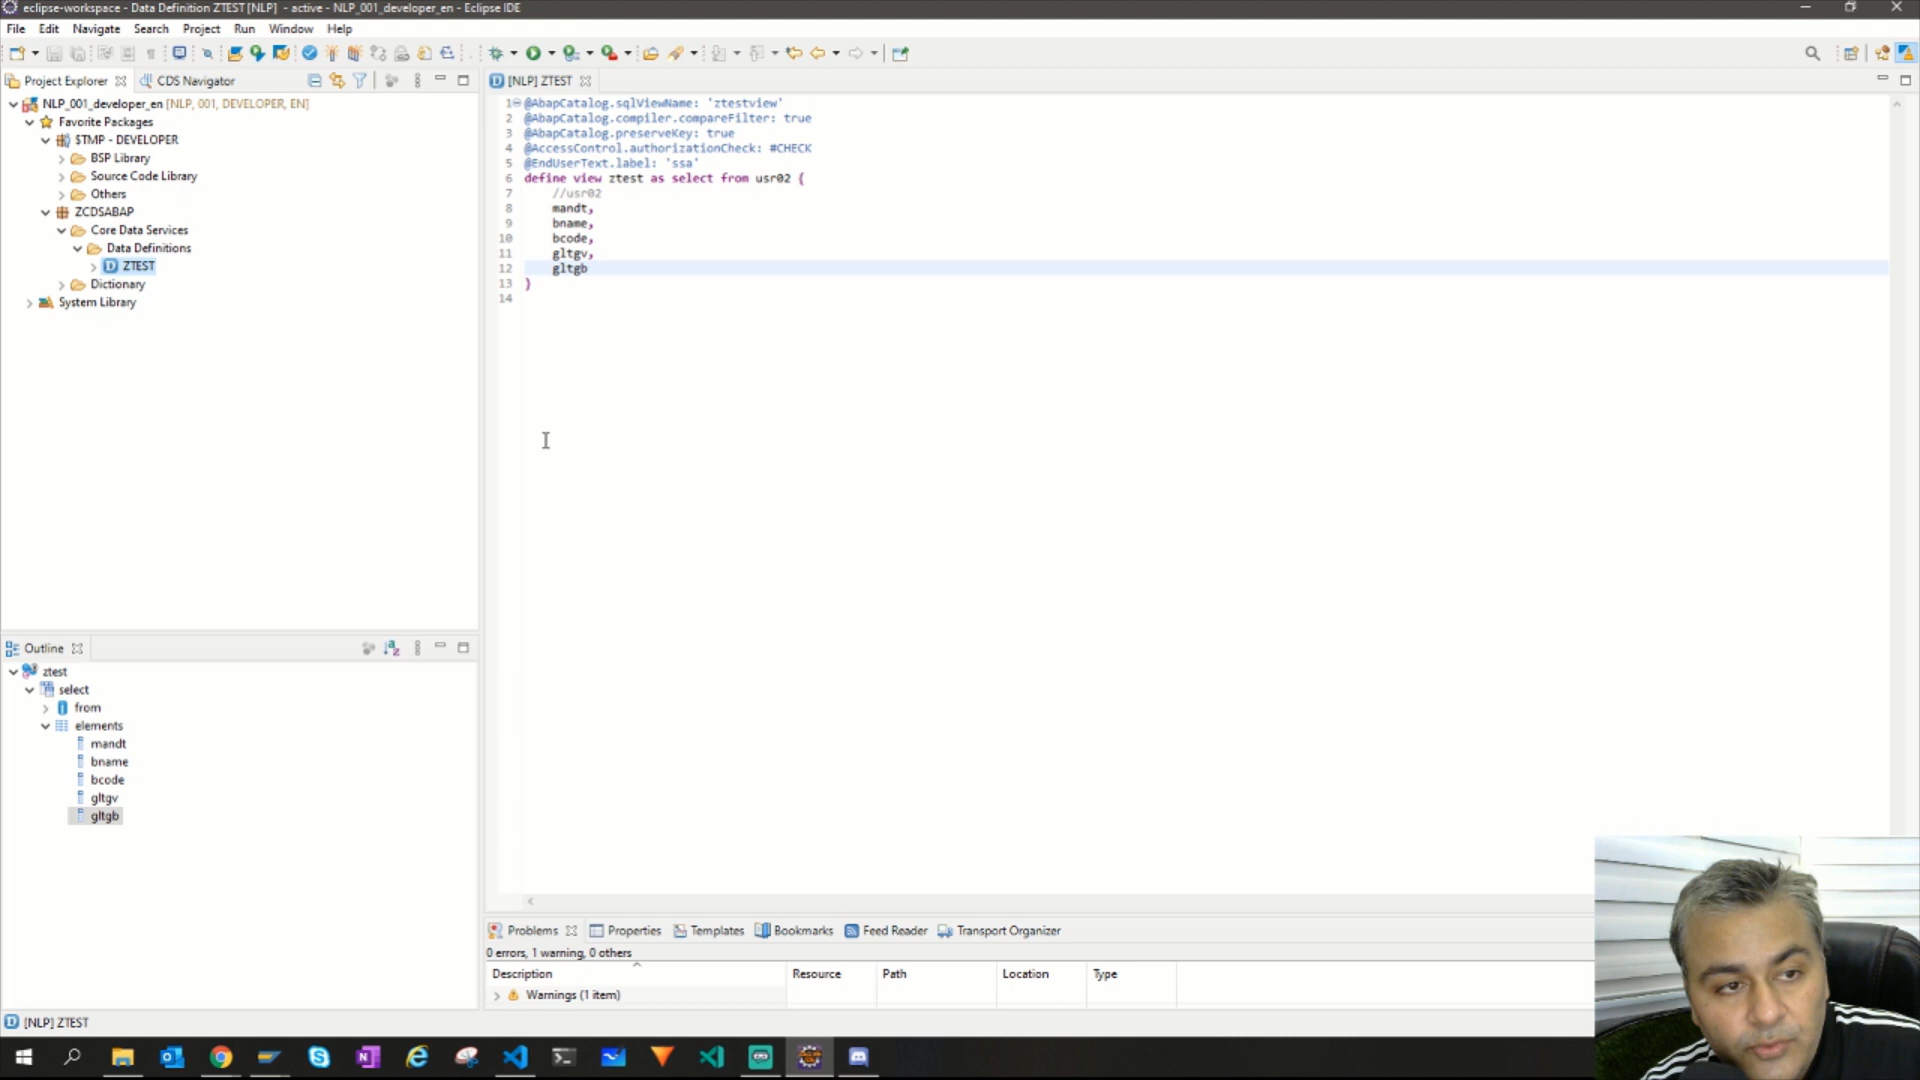 eclipse-workspace - Data Definition ZTEST [NLP]  - active - NLP_001_developer_en - Eclipse IDE
File Edit Navigate Search Project Run Window Help
Project Explorer CDS Navigator
NLP_001_developer_en [NLP, 001, DEVELOPER, EN]
Favorite Packages
$TMP - DEVELOPER
BSP Library
Source Code Library
Others
ZCDSABAP
Core Data Services
Data Definitions
ZTEST
Dictionary
System Library
[NLP] ZTEST
1 @AbapCatalog.sqlViewName: 'ztestview'
2 @AbapCatalog.compiler.compareFilter: true
3 @AbapCatalog.preserveKey: true
4 @AccessControl.authorizationCheck: #CHECK
5 @EndUserText.label: 'ssa'
6 define view ztest as select from usr02 {
7 //usr02
8 mandt,
9 bname,
10 bcode,
11 gltgv,
12 gltgb
13 }
14
Outline
ztest
select
from
elements
mandt
bname
bcode
gltgv
gltgb
Problems Properties Templates Bookmarks Feed Reader Transport Organizer
0 errors, 1 warning, 0 others
Description Resource Path Location Type
Warnings (1 item)
[NLP] ZTEST